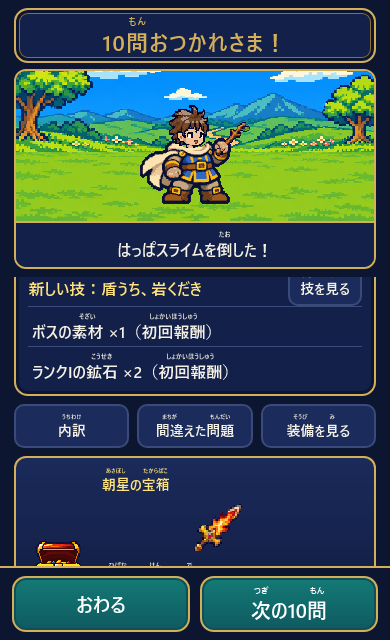 10問おつかれさま！
はっぱスライムを倒した！
新しい技：盾うち、岩くだき
技を見る
ボスの素材 ×1（初回報酬）
ランクIの鉱石 ×2（初回報酬）
内訳
間違えた問題
装備を見る
朝星の宝箱
おわる
次の10問